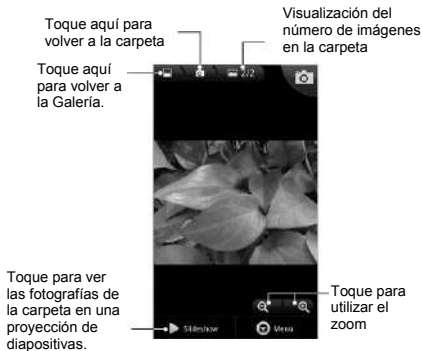 Toque aquí para
volver a la carpeta
Visualización del
número de imágenes
en la carpeta
Toque aquí
para volver a
la Galería.
2/2
Toque para ver
las fotografías de
la carpeta en una
proyección de
diapositivas.
Toque para
utilizar el
zoom
Slideshow
Menu